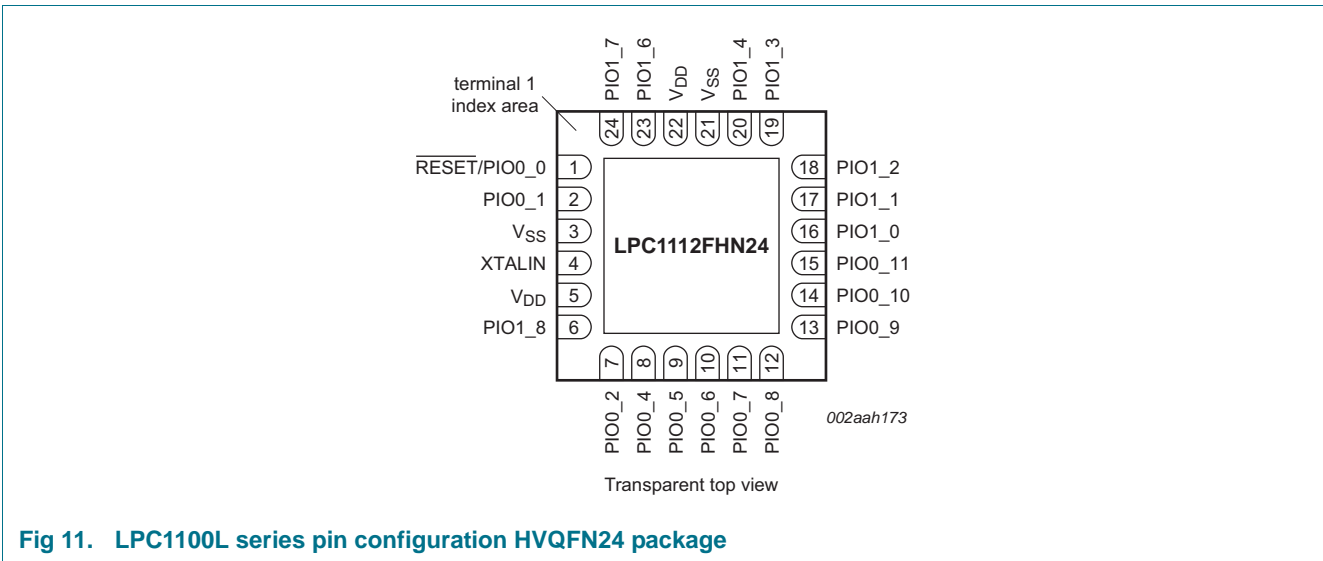 PIO1_7
PIO1_6
VDD
VSS
PIO1_4
PIO1_3
terminal 1
index area
24
23
22
21
20
19
RESET/PIO0_0 1
PIO0_1 2
VSS 3
XTALIN 4
VDD 5
PIO1_8 6
LPC1112FHN24
18 PIO1_2
17 PIO1_1
16 PIO1_0
15 PIO0_11
14 PIO0_10
13 PIO0_9
7
8
9
10
11
12
PIO0_2
PIO0_4
PIO0_5
PIO0_6
PIO0_7
PIO0_8
002aah173
Transparent top view
Fig 11. LPC1100L series pin configuration HVQFN24 package